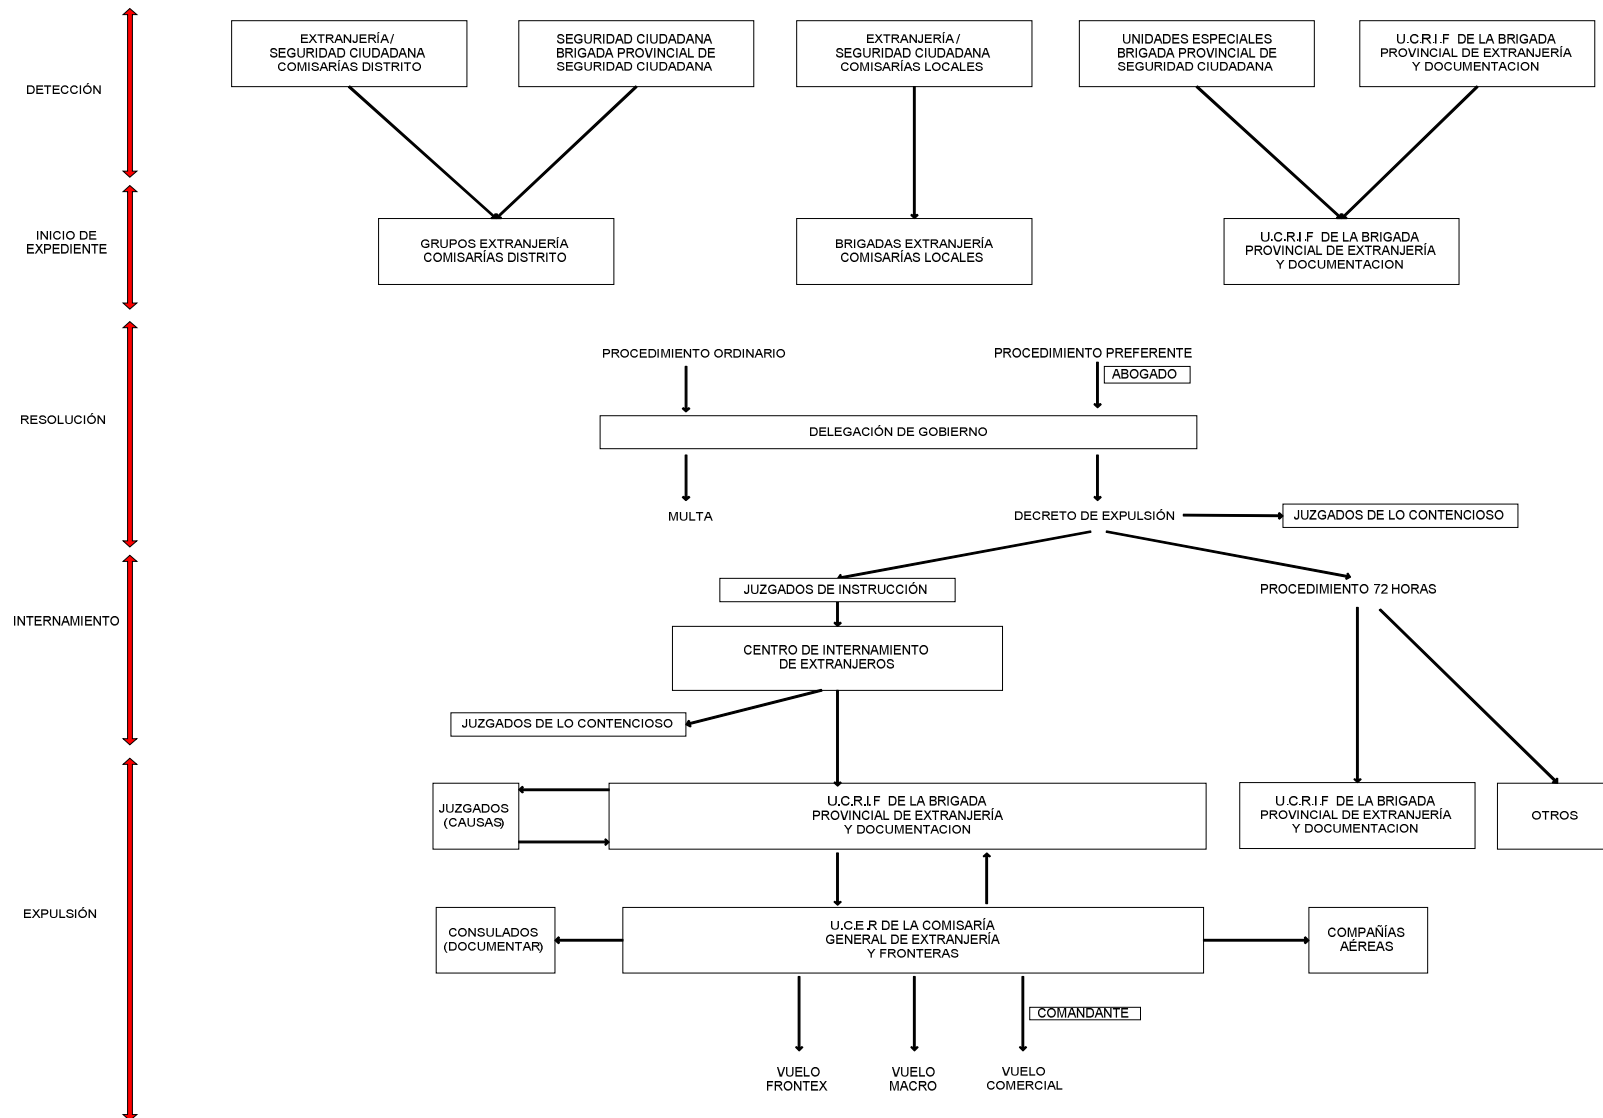 DETECCIÓN
EXTRANJERÍA/
SEGURIDAD CIUDADANA
COMISARÍAS DISTRITO
SEGURIDAD CIUDADANA
BRIGADA PROVINCIAL DE
SEGURIDAD CIUDADANA
EXTRANJERÍA/
SEGURIDAD CIUDADANA
COMISARÍAS LOCALES
UNIDADES ESPECIALES
BRIGADA PROVINCIAL DE
SEGURIDAD CIUDADANA
U.C.R.I.F DE LA BRIGADA
PROVINCIAL DE EXTRANJERÍA
Y DOCUMENTACION
INICIO DE
EXPEDIENTE
GRUPOS EXTRANJERÍA
COMISARÍAS DISTRITO
BRIGADAS EXTRANJERÍA
COMISARÍAS LOCALES
U.C.R.I.F DE LA BRIGADA
PROVINCIAL DE EXTRANJERÍA
Y DOCUMENTACION
RESOLUCIÓN
PROCEDIMIENTO ORDINARIO
PROCEDIMIENTO PREFERENTE
ABOGADO
DELEGACIÓN DE GOBIERNO
MULTA
DECRETO DE EXPULSIÓN
JUZGADOS DE LO CONTENCIOSO
INTERNAMIENTO
JUZGADOS DE INSTRUCCIÓN
PROCEDIMIENTO 72 HORAS
CENTRO DE INTERNAMIENTO
DE EXTRANJEROS
JUZGADOS DE LO CONTENCIOSO
EXPULSIÓN
JUZGADOS
(CAUSAS)
U.C.R.I.F DE LA BRIGADA
PROVINCIAL DE EXTRANJERÍA
Y DOCUMENTACION
U.C.R.I.F DE LA BRIGADA
PROVINCIAL DE EXTRANJERÍA
Y DOCUMENTACION
OTROS
CONSULADOS
(DOCUMENTAR)
U.C.E.R DE LA COMISARÍA
GENERAL DE EXTRANJERÍA
Y FRONTERAS
COMPAÑÍAS
AÉREAS
COMANDANTE
VUELO
FRONTEX
VUELO
MACRO
VUELO
COMERCIAL